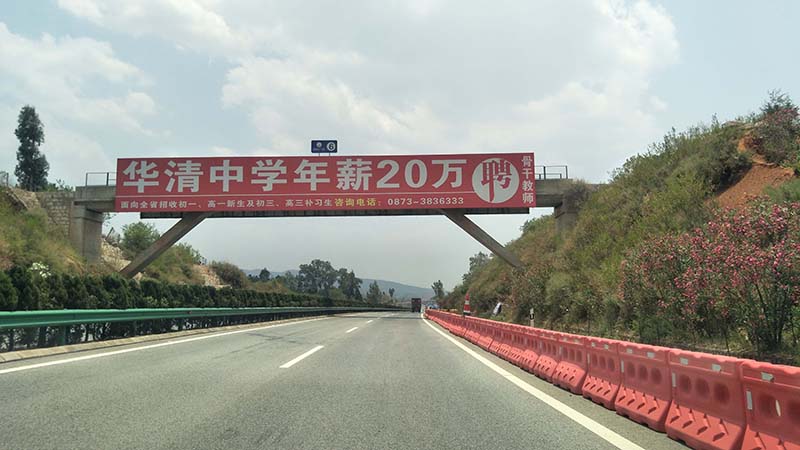 6
华清中学年薪20万聘骨干教师
面向全省招收初一、高一新生及初三、高三补习生 咨询电话：0873-3836333